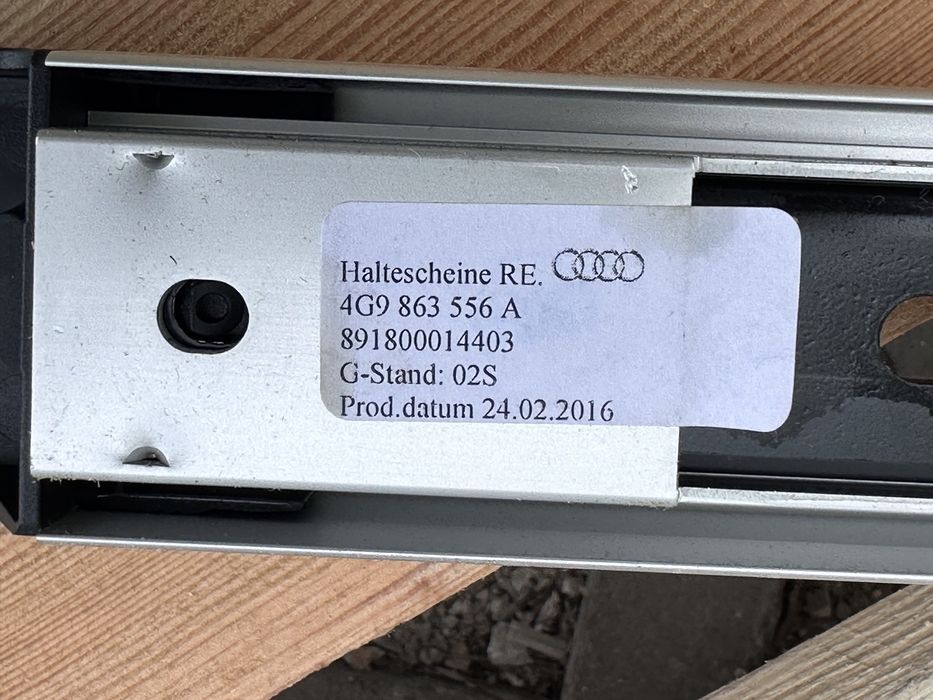 Haltescheine RE.
4G9 863 556 A
891800014403
G-Stand: 02S
Prod.datum 24.02.2016